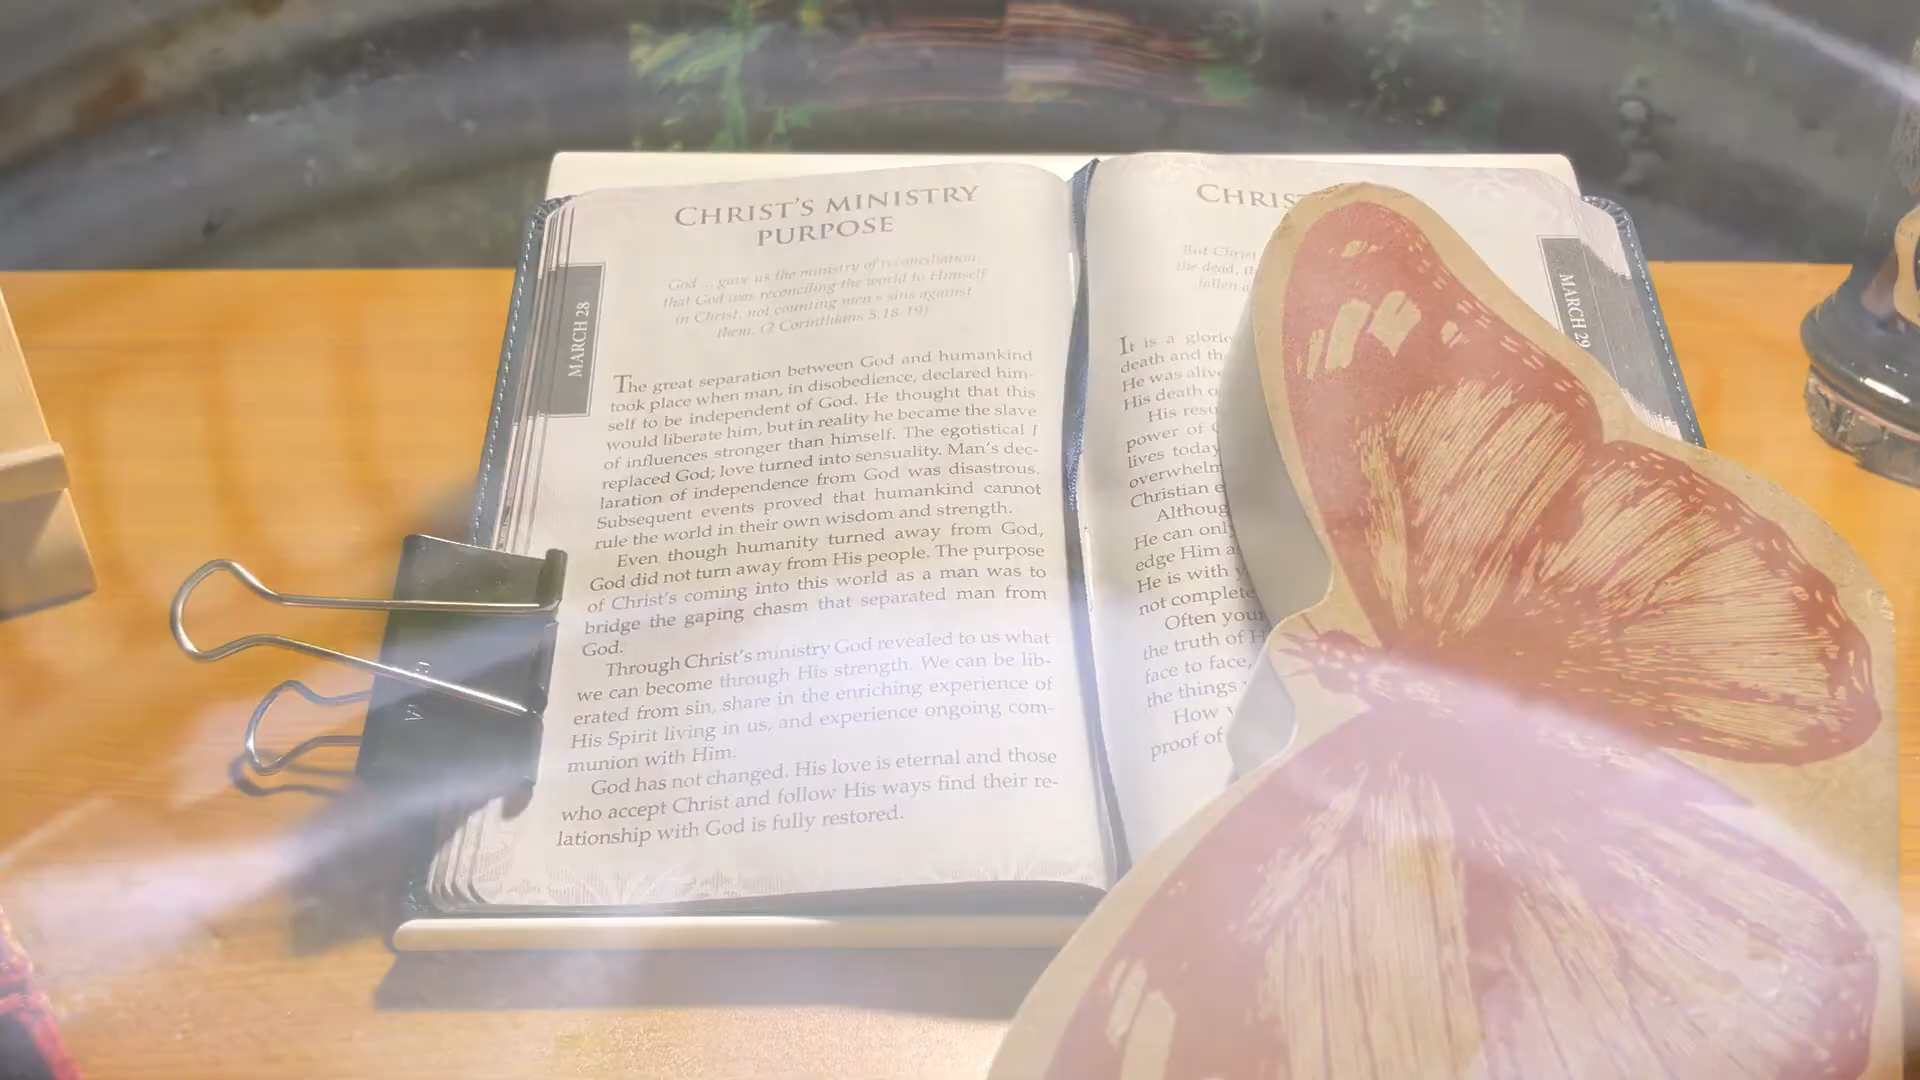 CHRIST'S MINISTRY
PURPOSE
God ... gave us the ministry of reconciliation:
that God was reconciling the world to Himself
in Christ, not counting men's sins against
them. (2 Corinthians 5:18-19)
MARCH 28
The great separation between God and humankind
took place when man, in disobedience, declared him-
self to be independent of God. He thought that this
would liberate him, but in reality he became the slave
of influences stronger than himself. The egotistical I
replaced God; love turned into sensuality. Man's dec-
laration of independence from God was disastrous.
Subsequent events proved that humankind cannot
rule the world in their own wisdom and strength.
Even though humanity turned away from God,
God did not turn away from His people. The purpose
of Christ's coming into this world as a man was to
bridge the gaping chasm that separated man from
God.
Through Christ's ministry God revealed to us what
we can become through His strength. We can be lib-
erated from sin, share in the enriching experience of
His Spirit living in us, and experience ongoing com-
munion with Him.
God has not changed. His love is eternal and those
who accept Christ and follow His ways find their re-
lationship with God is fully restored.
CHRIS
But Christ
the dead, th
fallen a
MARCH 29
It is a glorio
death and th
He was alive
His death o
His resu
power of
lives today
overwhelm
Christian e
Althoug
He can onl
edge Him a
He is with y
not complete
Often your
the truth of H
face to face,
the things
How
proof of